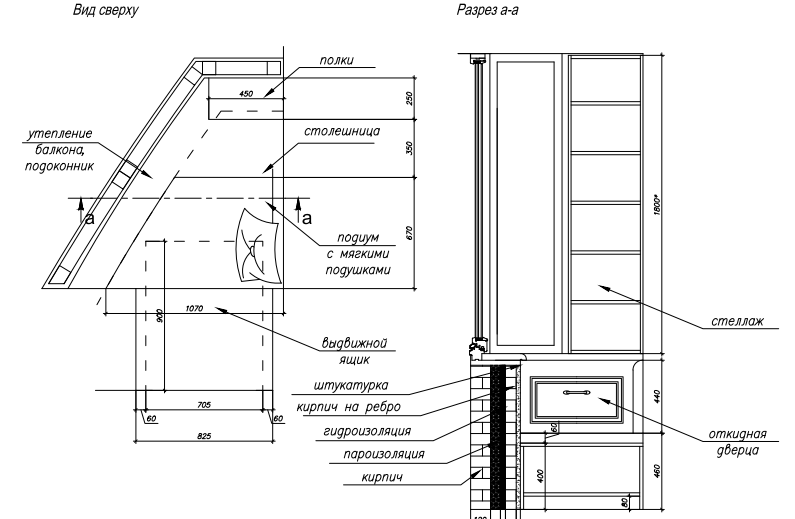 Вид сверху
Разрез а-а
полки
450
250
столешница
утепление
балкона,
подоконник
350
1800*
а
а
670
подиум
с мягкими
подушками
стеллаж
1070
900
выдвижной
ящик
штукатурка
кирпич на ребро
440
705
60
60
гидроизоляция
60
откидная
дверца
825
пароизоляция
кирпич
400
460
80